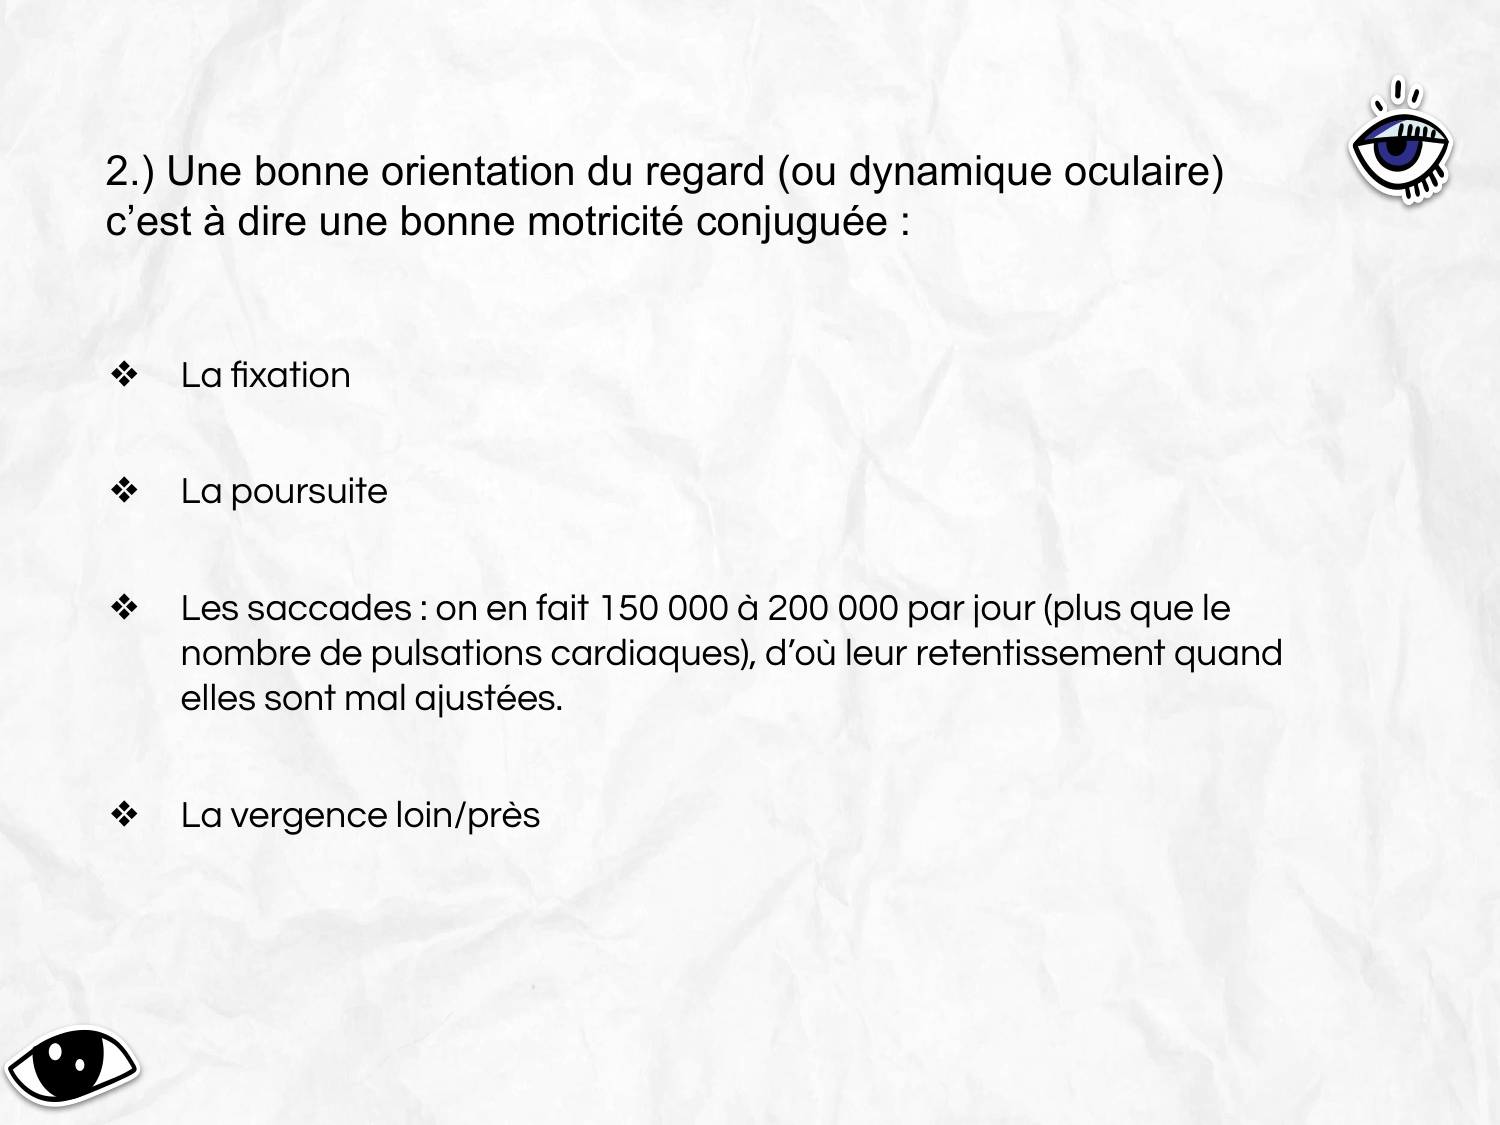 2.) Une bonne orientation du regard (ou dynamique oculaire)
c’est à dire une bonne motricité conjuguée :
❖ La fixation
❖ La poursuite
❖ Les saccades : on en fait 150 000 à 200 000 par jour (plus que le
nombre de pulsations cardiaques), d’où leur retentissement quand
elles sont mal ajustées.
❖ La vergence loin/près